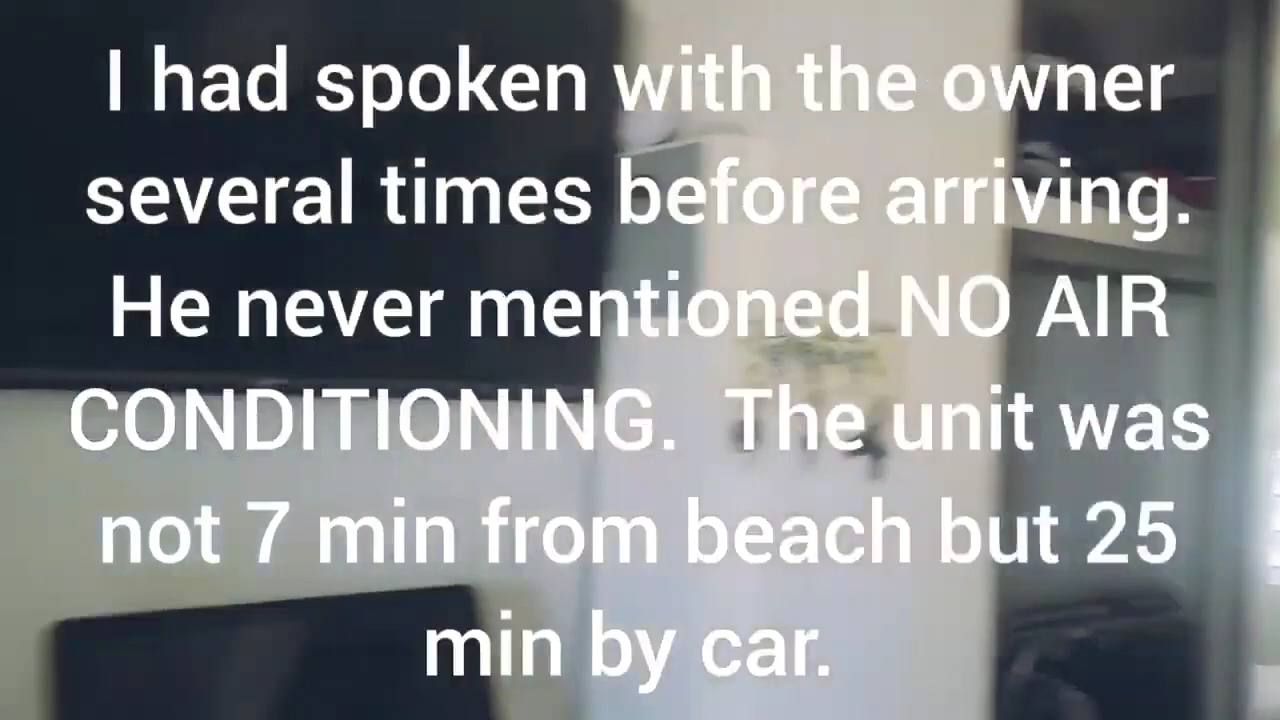 I had spoken with the owner
several times before arriving.
He never mentioned NO AIR
CONDITIONING.  The unit was
not 7 min from beach but 25
min by car.